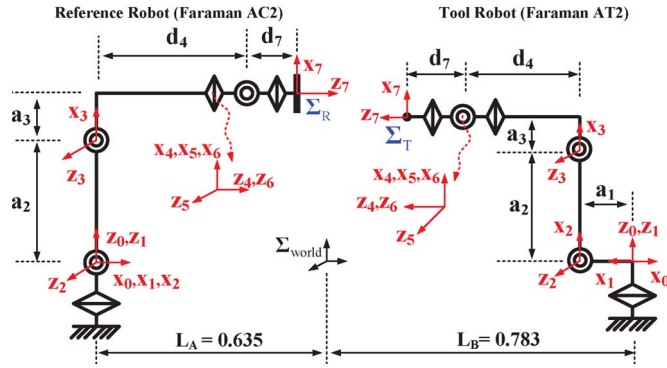 Reference Robot (Faraman AC2)
Tool Robot (Faraman AT2)
d4
d7
x7
z7
ΣR
a3
x3
z3
a2
x4,x5,x6
z4,z6
z5
z0,z1
z2
x0,x1,x2
Σworld
LA = 0.635
d7
d4
x7
z7
ΣT
x3
a3
z3
x4,x5,x6
z4,z6
z5
a2
a1
x2
z0,z1
z2
x1
x0
LB= 0.783